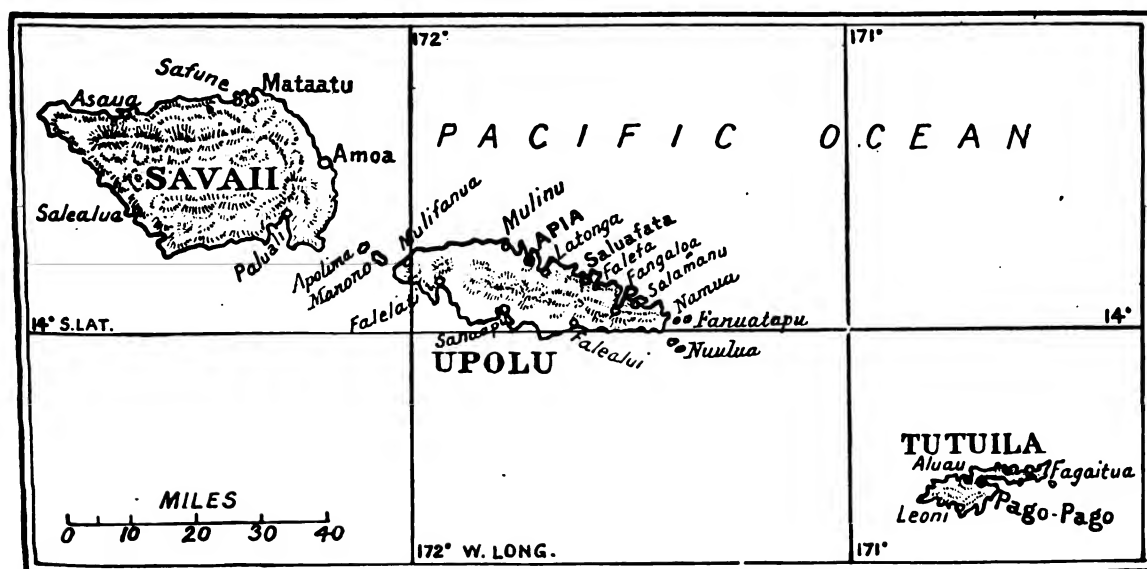 172°
171°
Safune
Mataatu
Asaua
PACIFIC OCEAN
Amoa
SAVAII
Salealua
Palauli
Mulifanua
Mulinu
APIA
Latonga
Saluafata
Faleta
Fangaloa
Salamanu
Apolima
Manono
Falelat
Namua
Fanuatapu
14° S.LAT.
14°
Sanaap
Falealui
Nuulua
UPOLU
TUTUILA
Aluau
Fagaitua
Leoni
Pago-Pago
MILES
0 10 20 30 40
172° W. LONG.
171°